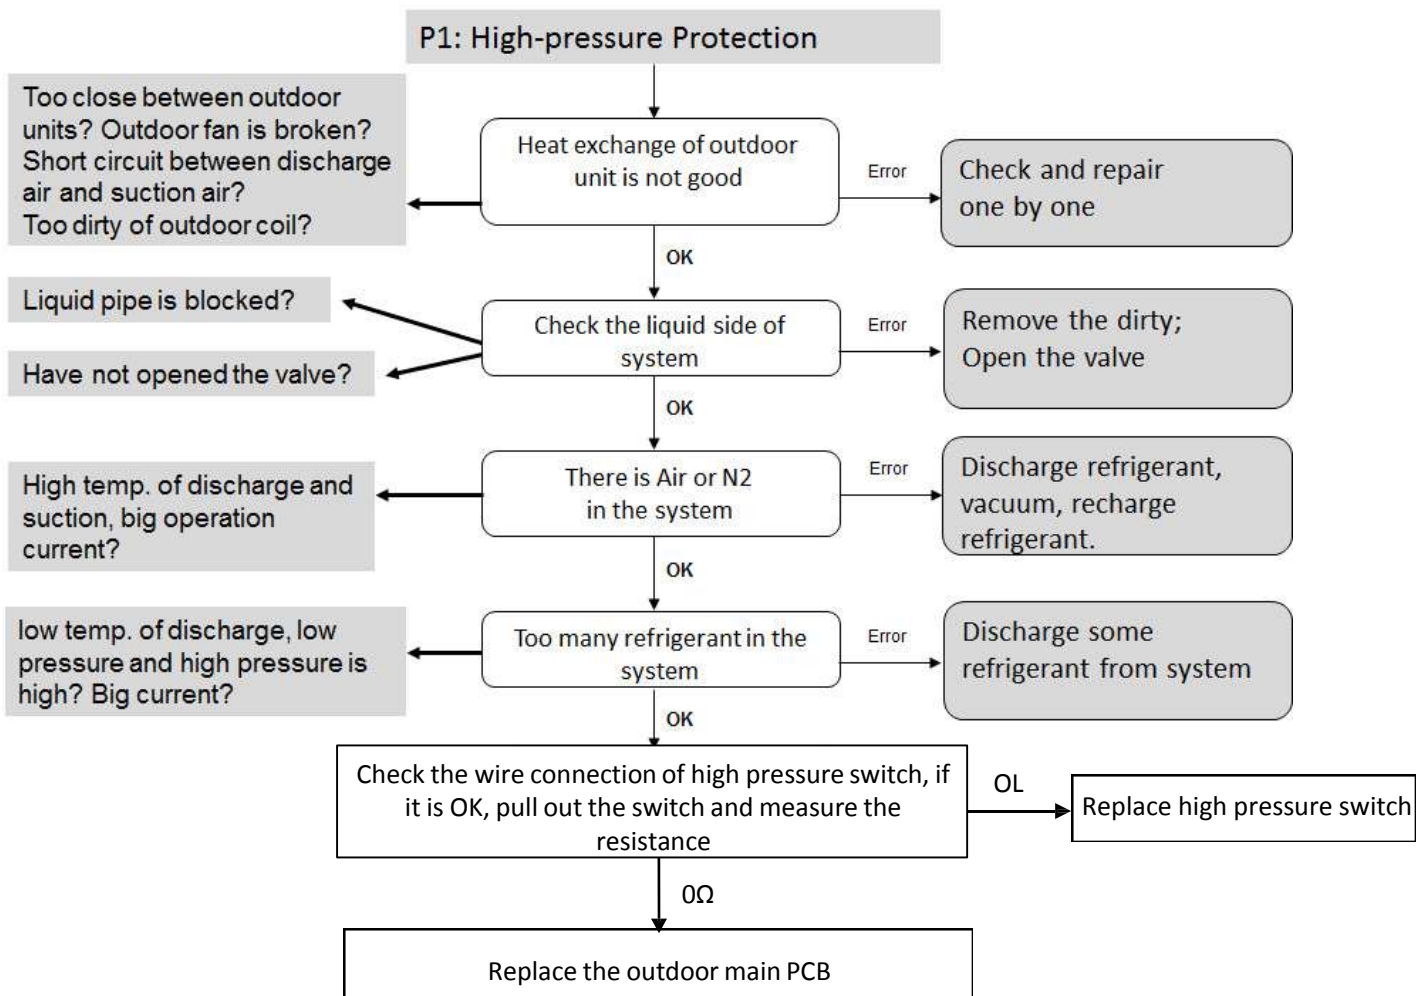 P1: High-pressure Protection
Too close between outdoor
units? Outdoor fan is broken?
Short circuit between discharge
air and suction air?
Too dirty of outdoor coil?
Heat exchange of outdoor
unit is not good
Error
Check and repair
one by one
OK
Liquid pipe is blocked?
Have not opened the valve?
Check the liquid side of
system
Error
Remove the dirty;
Open the valve
OK
High temp. of discharge and
suction, big operation
current?
There is Air or N2
in the system
Error
Discharge refrigerant,
vacuum, recharge
refrigerant.
OK
low temp. of discharge, low
pressure and high pressure is
high? Big current?
Too many refrigerant in the
system
Error
Discharge some
refrigerant from system
OK
Check the wire connection of high pressure switch, if
it is OK, pull out the switch and measure the
resistance
OL
Replace high pressure switch
0Ω
Replace the outdoor main PCB